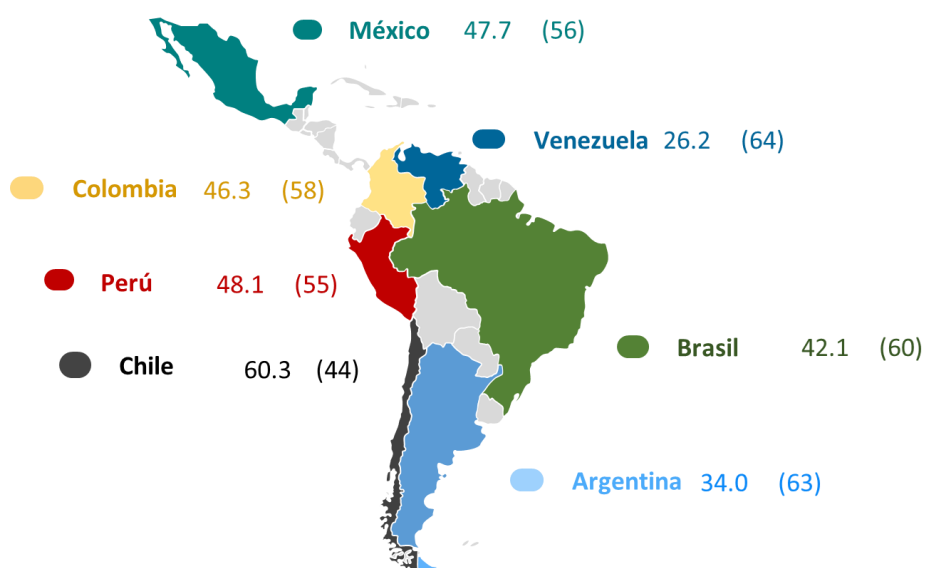 México 47.7 (56)
Venezuela 26.2 (64)
Colombia 46.3 (58)
Perú 48.1 (55)
Brasil 42.1 (60)
Chile 60.3 (44)
Argentina 34.0 (63)